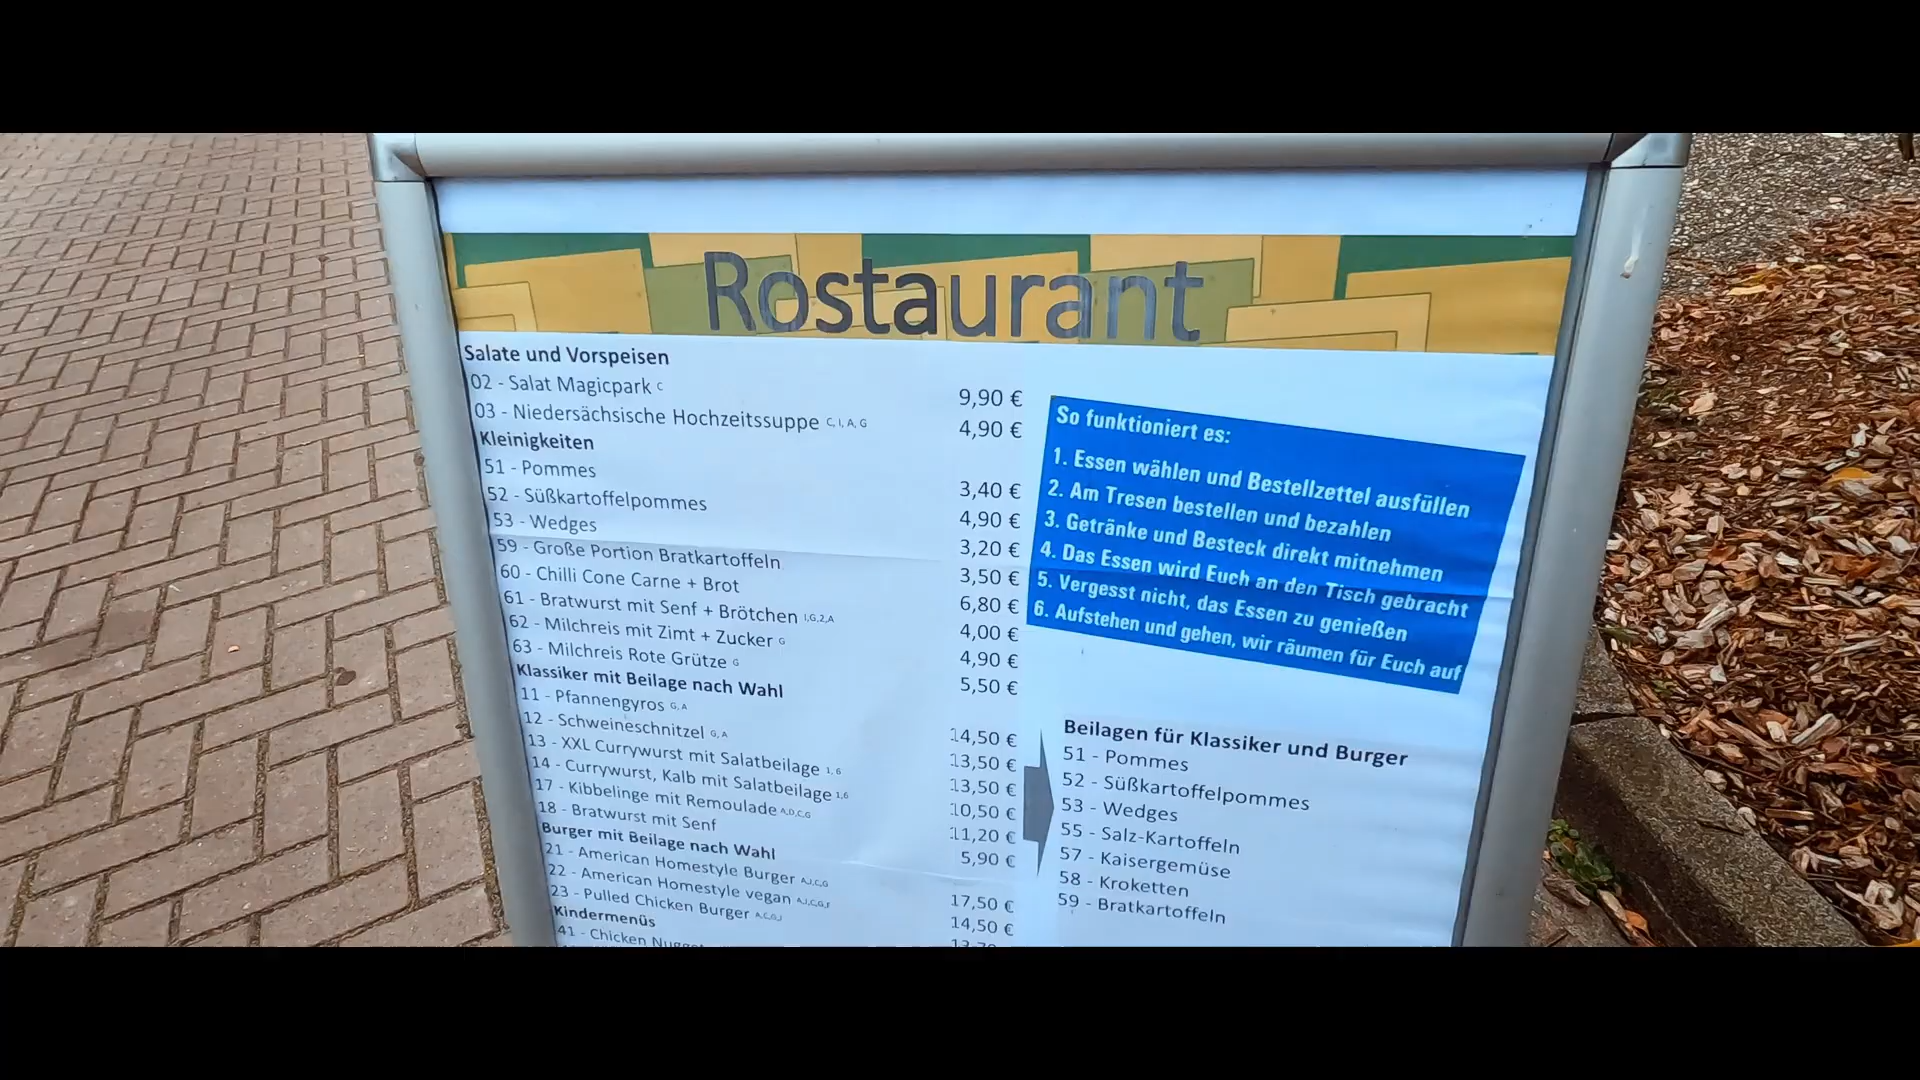 Rostaurant
Salate und Vorspeisen
02 - Salat Magicpark C 9,90 €
03 - Niedersächsische Hochzeitssuppe C, I, A, G 4,90 €
Kleinigkeiten
51 - Pommes 3,40 €
52 - Süßkartoffelpommes 4,90 €
53 - Wedges 3,20 €
59 - Große Portion Bratkartoffeln 3,50 €
60 - Chilli Cone Carne + Brot 6,80 €
61 - Bratwurst mit Senf + Brötchen I,G,2,A 4,00 €
62 - Milchreis mit Zimt + Zucker G 4,90 €
63 - Milchreis Rote Grütze G 5,50 €
Klassiker mit Beilage nach Wahl
11 - Pfannengyros G,A 14,50 €
12 - Schweineschnitzel G,A 13,50 €
13 - XXL Currywurst mit Salatbeilage 1,6 13,50 €
14 - Currywurst, Kalb mit Salatbeilage 1,6 10,50 €
17 - Kibbelinge mit Remoulade A,D,C,G 11,20 €
18 - Bratwurst mit Senf 5,90 €
Burger mit Beilage nach Wahl
21 - American Homestyle Burger A,J,C,G 17,50 €
22 - American Homestyle vegan 14,50 €
23 - Pulled Chicken Burger
Kindermenüs
41 - Chicken
So funktioniert es:
1. Essen wählen und Bestellzettel ausfüllen
2. Am Tresen bestellen und bezahlen
3. Getränke und Besteck direkt mitnehmen
4. Das Essen wird Euch an den Tisch gebracht
5. Vergesst nicht, das Essen zu genießen
6. Aufstehen und gehen, wir räumen für Euch auf
Beilagen für Klassiker und Burger
51 - Pommes
52 - Süßkartoffelpommes
53 - Wedges
55 - Salz-Kartoffeln
57 - Kaisergemüse
58 - Kroketten
59 - Bratkartoffeln